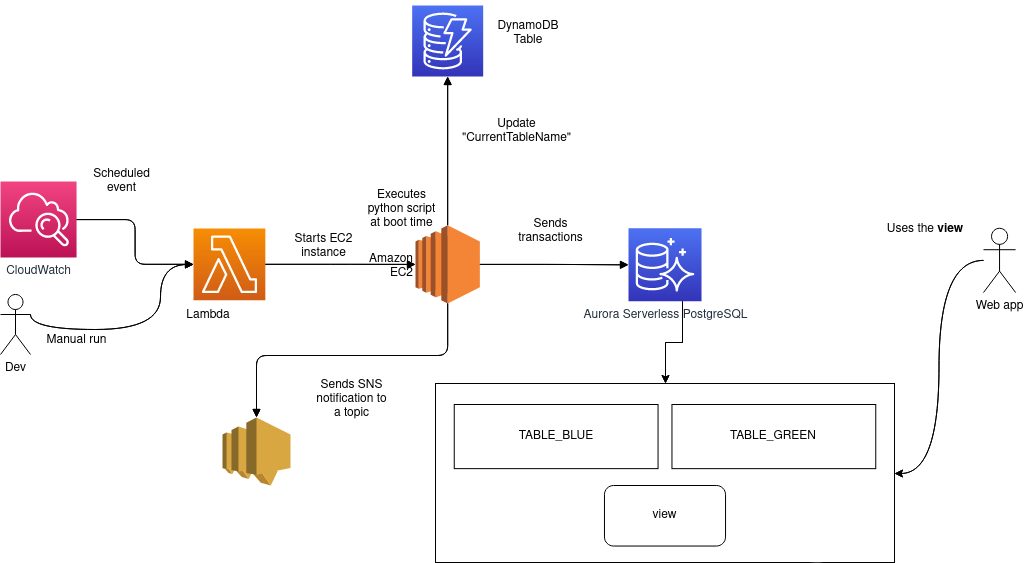 DynamoDB
Table
Update
"CurrentTableName"
Scheduled
event
CloudWatch
Executes
python script
at boot time
Starts EC2
instance
Amazon
EC2
Sends
transactions
Uses the view
Lambda
Aurora Serverless PostgreSQL
Web app
Manual run
Dev
Sends SNS
notification to
a topic
TABLE_BLUE
TABLE_GREEN
view